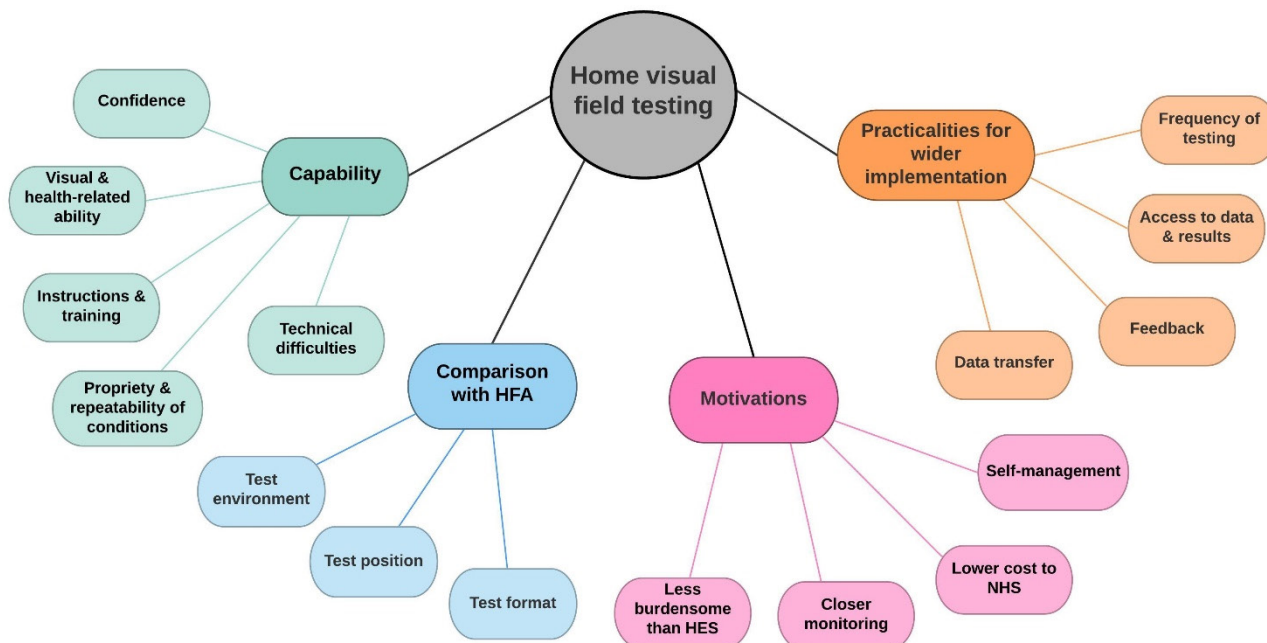 Home visual
field testing
Confidence
Capability
Visual &
health-related
ability
Instructions &
training
Technical
difficulties
Propriety &
repeatability of
conditions
Comparison
with HFA
Test
environment
Test position
Test format
Motivations
Less
burdensome
than HES
Closer
monitoring
Lower cost to
NHS
Self-management
Practicalities for
wider
implementation
Frequency of
testing
Access to data
& results
Feedback
Data transfer